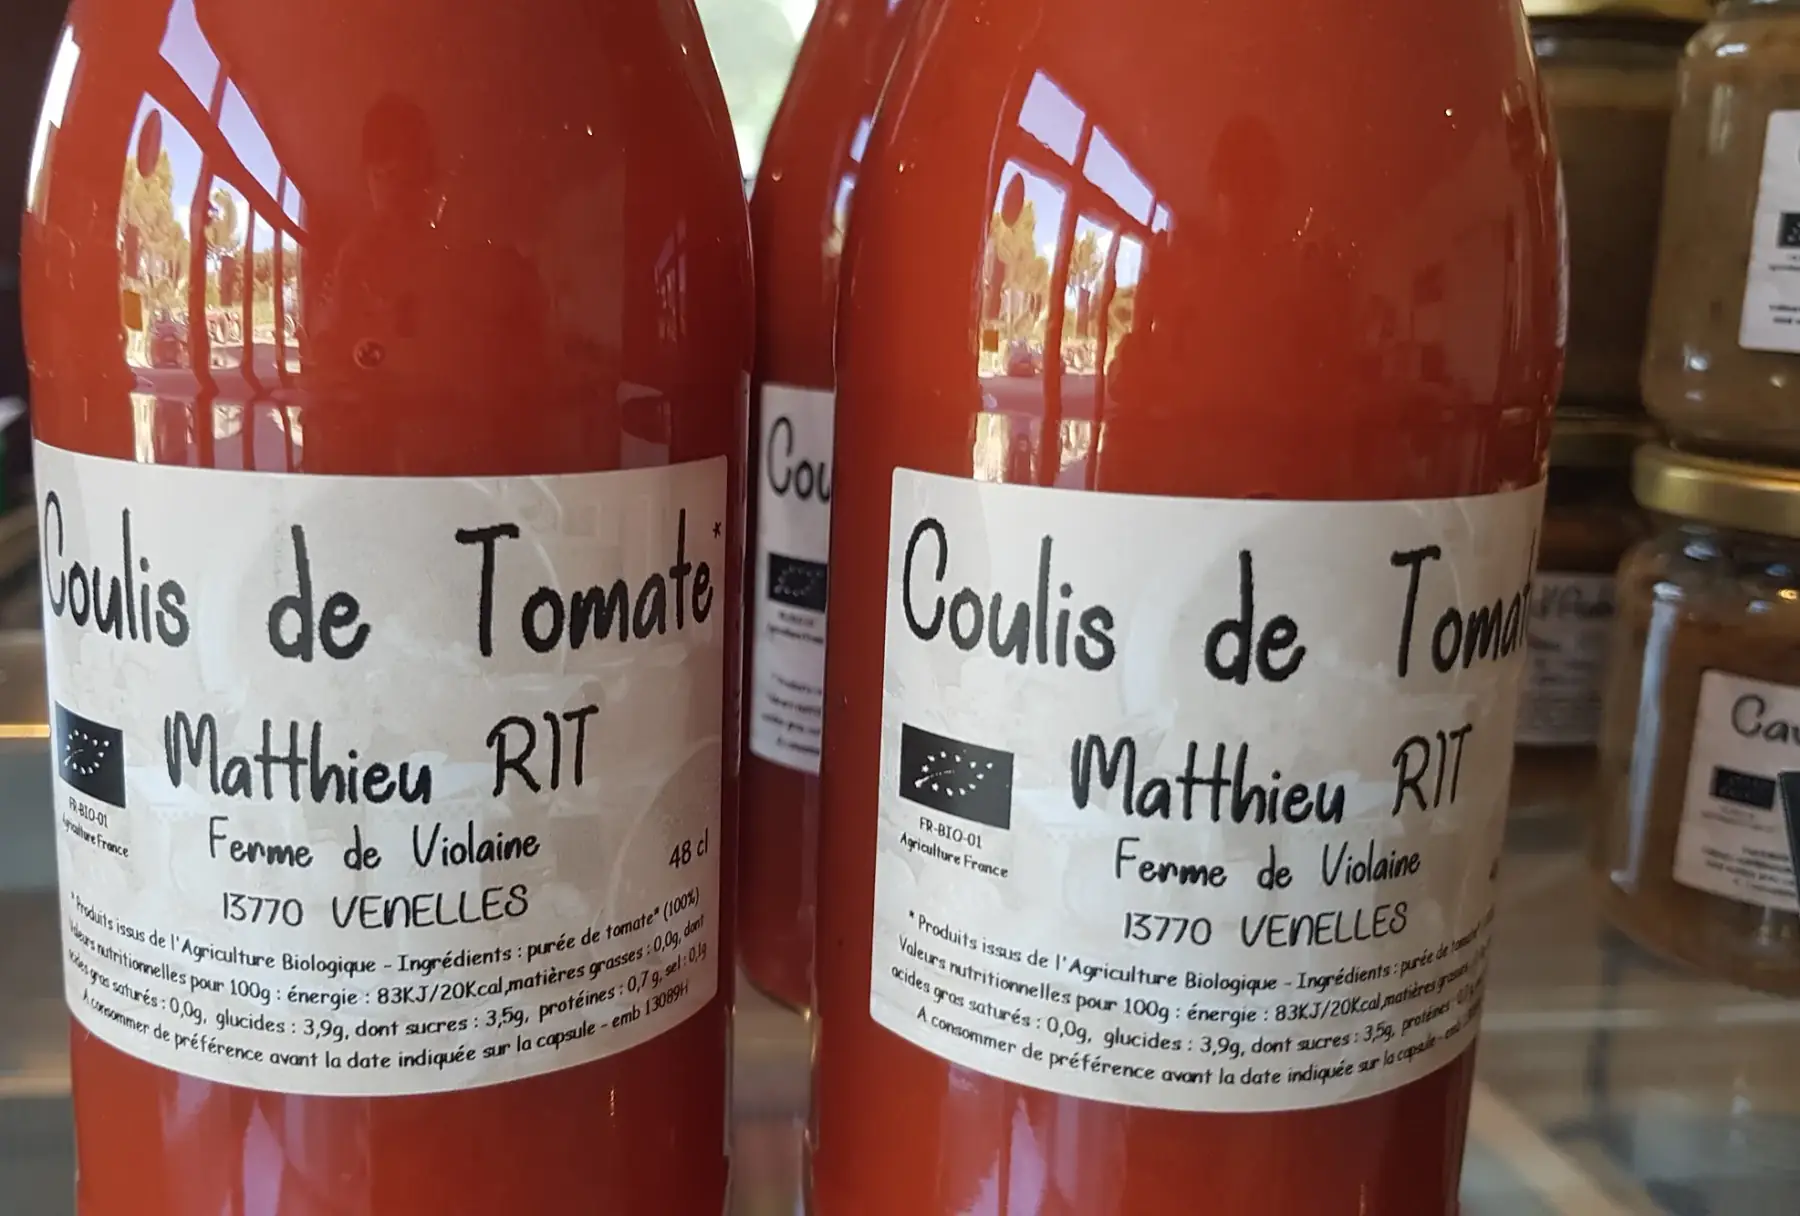 Coulis de Tomate*
Matthieu RIT
FR-BIO-01
Agriculture France
Ferme de Violaine
48 cl
13770 VENELLES
* Produits issus de l'Agriculture Biologique - Ingrédients : purée de tomate* (100%)
Valeurs nutritionnelles pour 100g : énergie : 83KJ/20Kcal,matières grasses : 0,0g, dont
acides gras saturés : 0,0g, glucides : 3,9g, dont sucres : 3,5g, protéines : 0,7 g, sel : 0,1g
A consommer de préférence avant la date indiquée sur la capsule - emb 13089H
Cou
Coulis de Tomat
Matthieu RIT
FR-BIO-01
Agriculture France
Ferme de Violaine
13770 VENELLES
* Produits issus de l'Agriculture Biologique - Ingrédients : purée de tomate*
Valeurs nutritionnelles pour 100g : énergie : 83KJ/20Kcal,matières grasses
acides gras saturés : 0,0g, glucides : 3,9g, dont sucres : 3,5g, protéines :
A consommer de préférence avant la date indiquée sur la capsule - emb
Cav